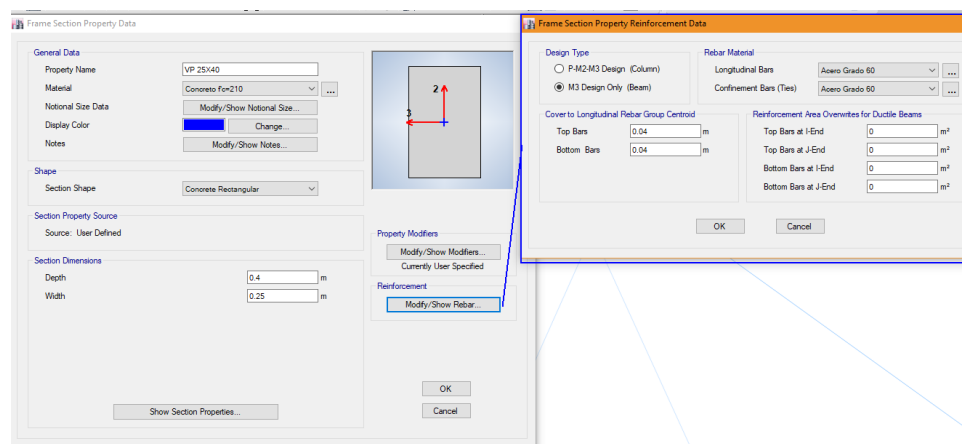 Frame Section Property Data
General Data
Property Name VP 25X40
Material Concreto f'c=210 ...
Notional Size Data Modify/Show Notional Size...
Display Color Change...
Notes Modify/Show Notes...
Shape
Section Shape Concrete Rectangular
Section Property Source
Source: User Defined
Section Dimensions
Depth 0.4 m
Width 0.25 m
Show Section Properties...
2
3
Property Modifiers
Modify/Show Modifiers...
Currently User Specified
Reinforcement
Modify/Show Rebar...
OK
Cancel
Frame Section Property Reinforcement Data
Design Type
P-M2-M3 Design (Column)
M3 Design Only (Beam)
Rebar Material
Longitudinal Bars Acero Grado 60 ...
Confinement Bars (Ties) Acero Grado 60 ...
Cover to Longitudinal Rebar Group Centroid
Top Bars 0.04 m
Bottom Bars 0.04 m
Reinforcement Area Overwrites for Ductile Beams
Top Bars at I-End 0 m²
Top Bars at J-End 0 m²
Bottom Bars at I-End 0 m²
Bottom Bars at J-End 0 m²
OK Cancel